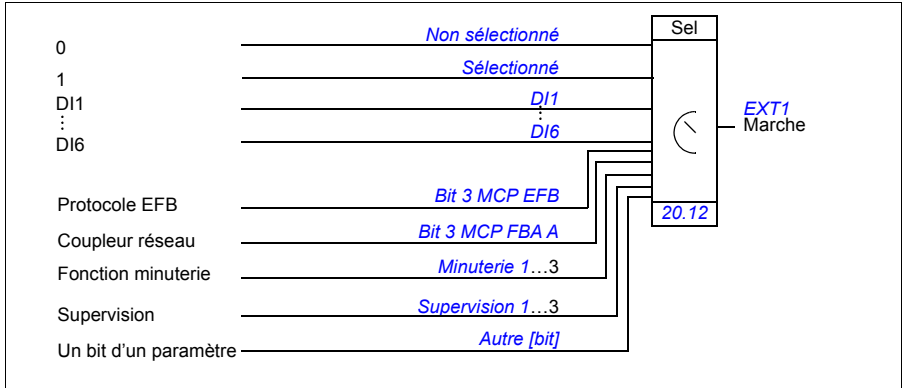 Sel
0 Non sélectionné
1 Sélectionné
DI1 DI1
⋮ ⋮
DI6 DI6
EXT1
Marche
Protocole EFB Bit 3 MCP EFB
20.12
Coupleur réseau Bit 3 MCP FBA A
Fonction minuterie Minuterie 1…3
Supervision Supervision 1…3
Un bit d'un paramètre Autre [bit]